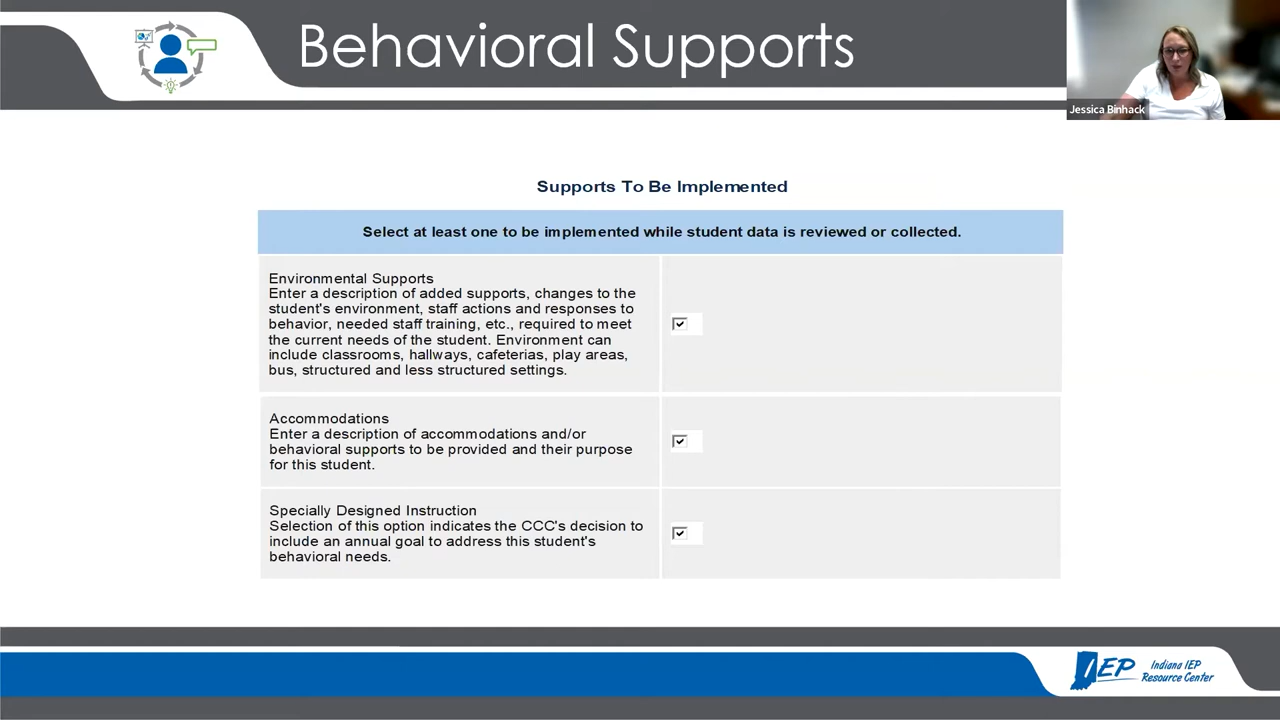 Behavioral Supports
Jessica Binhack
Supports To Be Implemented
Select at least one to be implemented while student data is reviewed or collected.
Environmental Supports
Enter a description of added supports, changes to the
student's environment, staff actions and responses to
behavior, needed staff training, etc., required to meet
the current needs of the student. Environment can
include classrooms, hallways, cafeterias, play areas,
bus, structured and less structured settings.
Accommodations
Enter a description of accommodations and/or
behavioral supports to be provided and their purpose
for this student.
Specially Designed Instruction
Selection of this option indicates the CCC's decision to
include an annual goal to address this student's
behavioral needs.
IEP
Indiana IEP
Resource Center